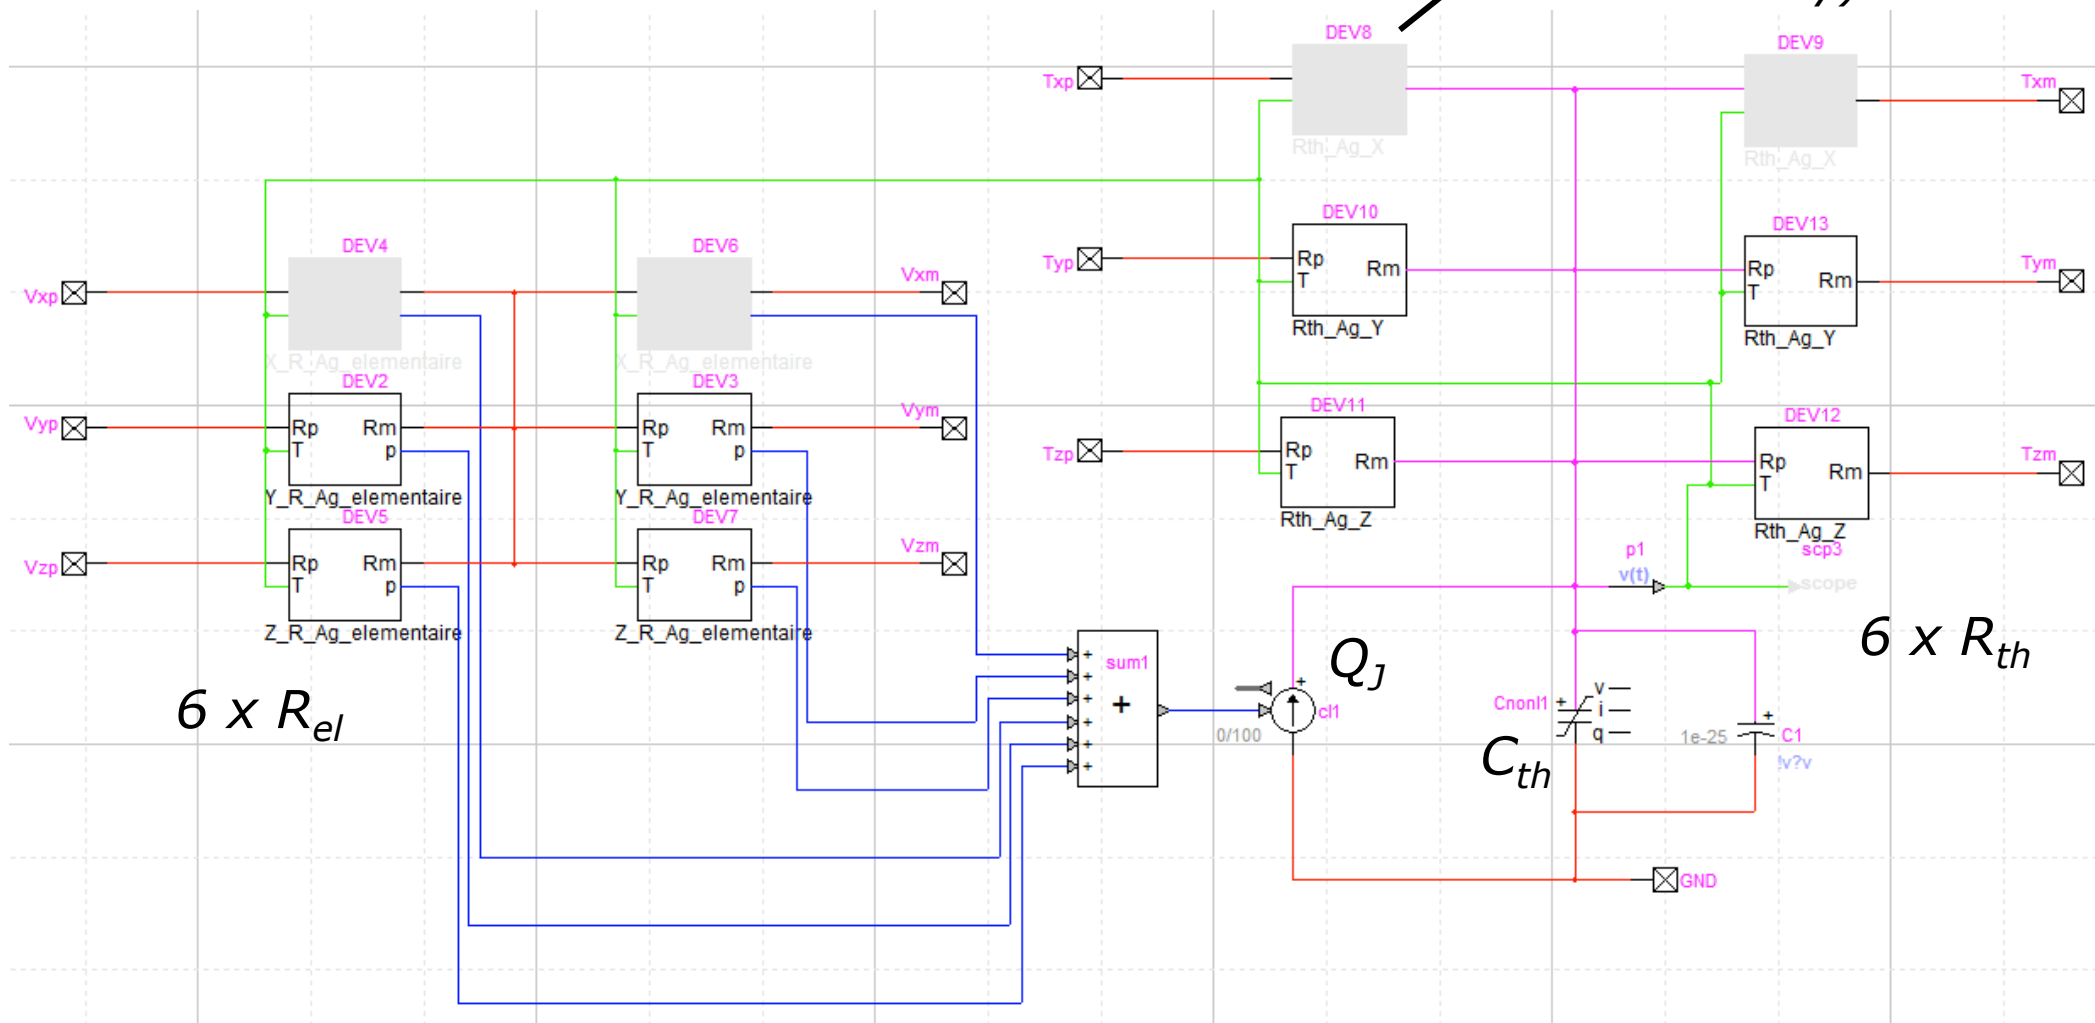 DEV8
DEV9
Txp
Txm
Rth_Ag_X
Rth_Ag_X
DEV10
DEV13
DEV4
DEV6
Typ
Rp
Rm
T
Rp
Rm
T
Tym
Vxp
Vxm
Rth_Ag_Y
Rth_Ag_Y
X_R_Ag_elementaire
X_R_Ag_elementaire
DEV2
DEV3
DEV11
DEV12
Vyp
Rp
Rm
T
p
Rp
Rm
T
p
Vym
Tzp
Rp
Rm
T
Rp
Rm
T
Tzm
Y_R_Ag_elementaire
Y_R_Ag_elementaire
Rth_Ag_Z
Rth_Ag_Z
DEV5
DEV7
Vzp
Rp
Rm
T
p
Rp
Rm
T
p
Vzm
p1
v(t)
scp3
scope
Z_R_Ag_elementaire
Z_R_Ag_elementaire
6 x Rel
6 x Rth
sum1
+
+
+
+
+
+
+
QJ
+
cI1
0/100
Cnonl1
+
v
i
q
Cth
1e-25
+
C1
!v?v
GND